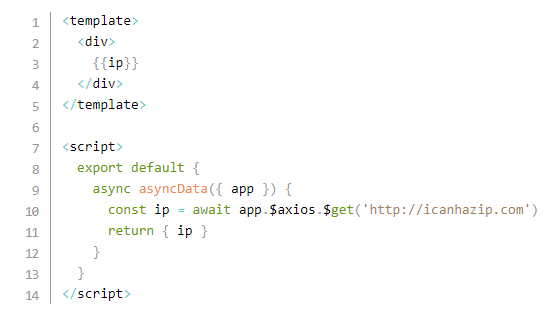 1 <template>
2   <div>
3     {{ip}}
4   </div>
5 </template>
6
7 <script>
8   export default {
9     async asyncData({ app }) {
10       const ip = await app.$axios.$get('http://icanhazip.com')
11       return { ip }
12     }
13   }
14 </script>